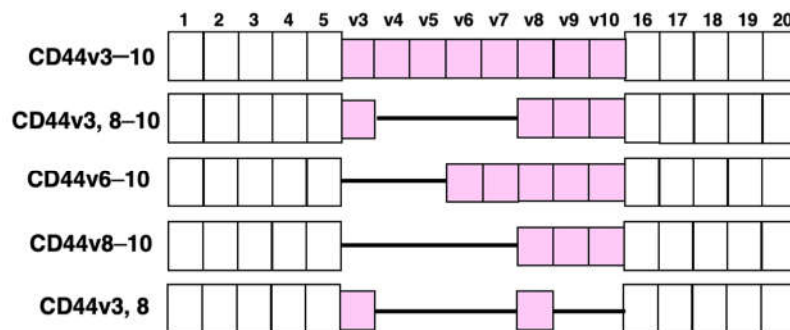 1 2 3 4 5 v3 v4 v5 v6 v7 v8 v9 v10 16 17 18 19 20
CD44v3–10
CD44v3, 8–10
CD44v6–10
CD44v8–10
CD44v3, 8